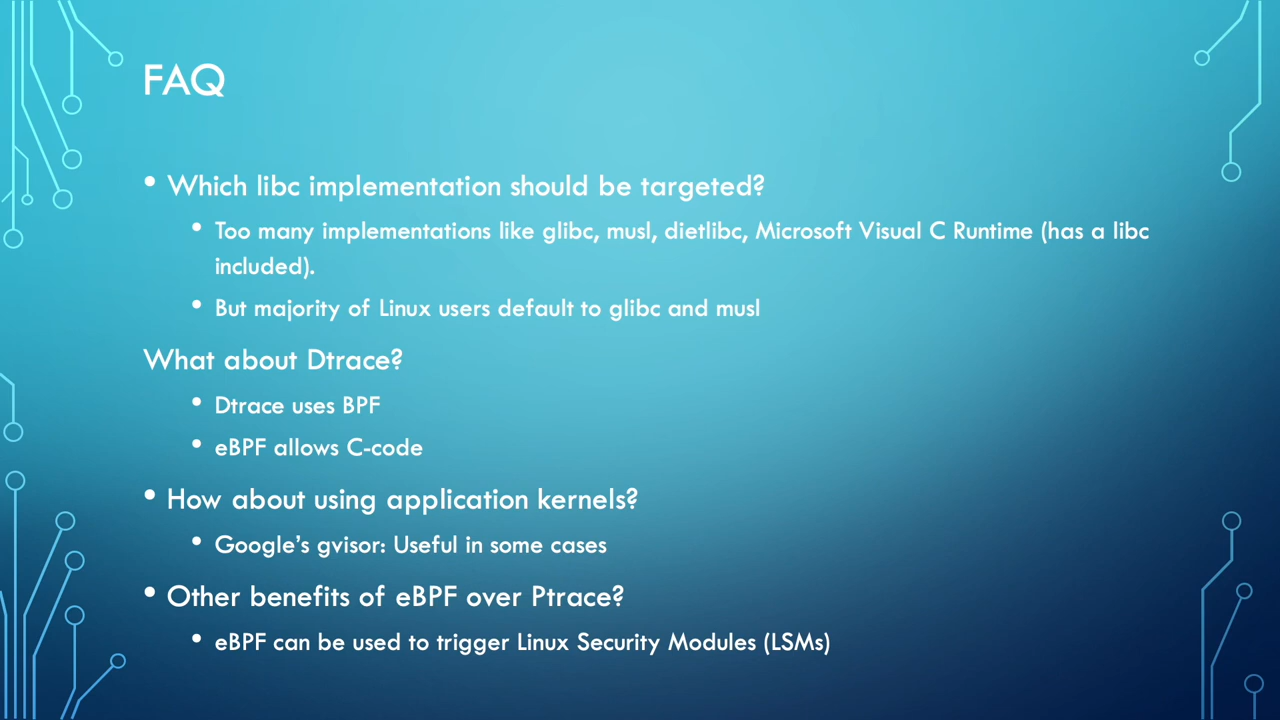 FAQ
• Which libc implementation should be targeted?
• Too many implementations like glibc, musl, dietlibc, Microsoft Visual C Runtime (has a libc
included).
• But majority of Linux users default to glibc and musl
What about Dtrace?
• Dtrace uses BPF
• eBPF allows C-code
• How about using application kernels?
• Google’s gvisor: Useful in some cases
• Other benefits of eBPF over Ptrace?
• eBPF can be used to trigger Linux Security Modules (LSMs)